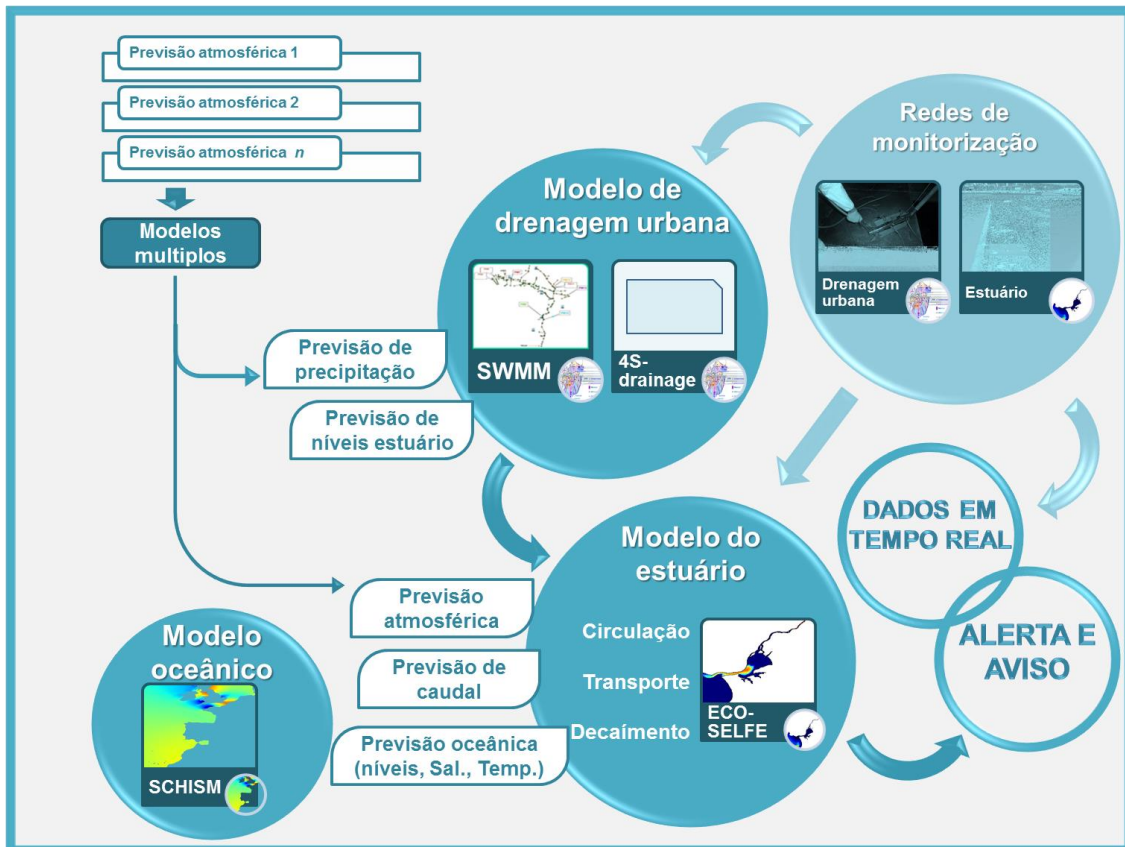 Previsão atmosférica 1
Previsão atmosférica 2
Previsão atmosférica n
Modelos
multiplos
Redes de
monitorização
Drenagem
urbana
Estuário
Modelo de
drenagem urbana
SWMM
4S-
drainage
Previsão de
precipitação
Previsão de
níveis estuário
DADOS EM
TEMPO REAL
ALERTA E
AVISO
Modelo do
estuário
Circulação
Transporte
Decaímento
ECO-
SELFE
Previsão
atmosférica
Previsão de
caudal
Previsão oceânica
(níveis, Sal., Temp.)
Modelo
oceânico
SCHISM